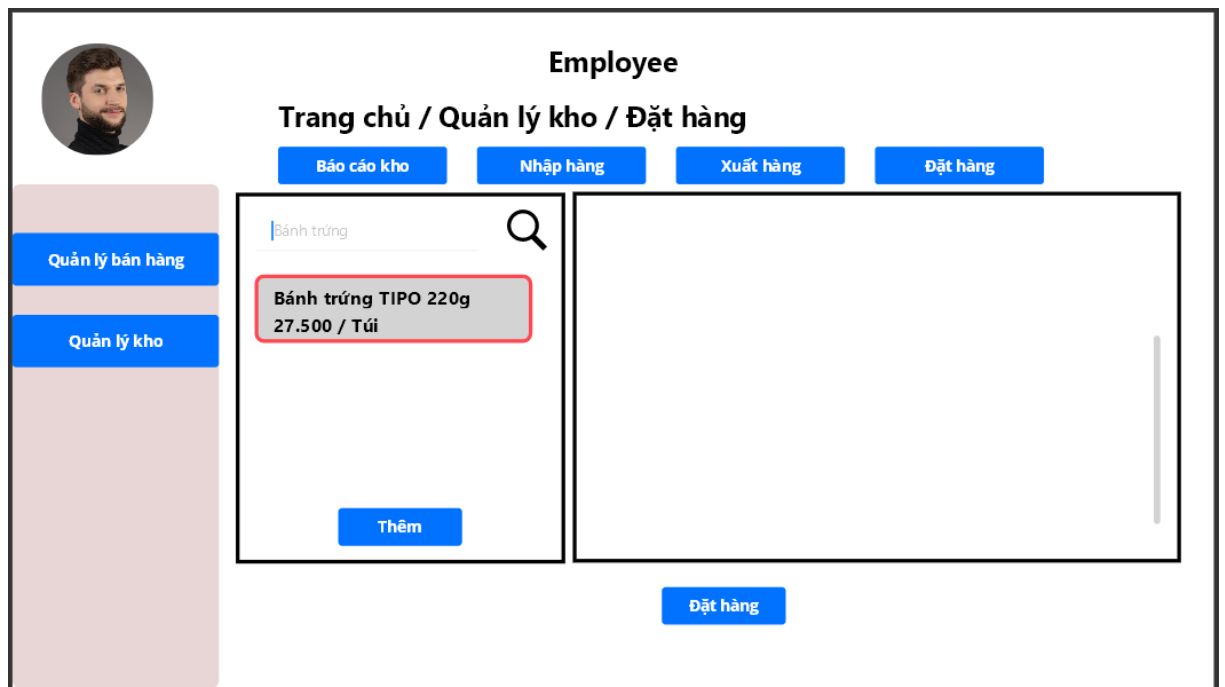 Employee
Trang chủ / Quản lý kho / Đặt hàng
Báo cáo kho
Nhập hàng
Xuất hàng
Đặt hàng
Quản lý bán hàng
Quản lý kho
Bánh trứng
Bánh trứng TIPO 220g
27.500 / Túi
Thêm
Đặt hàng